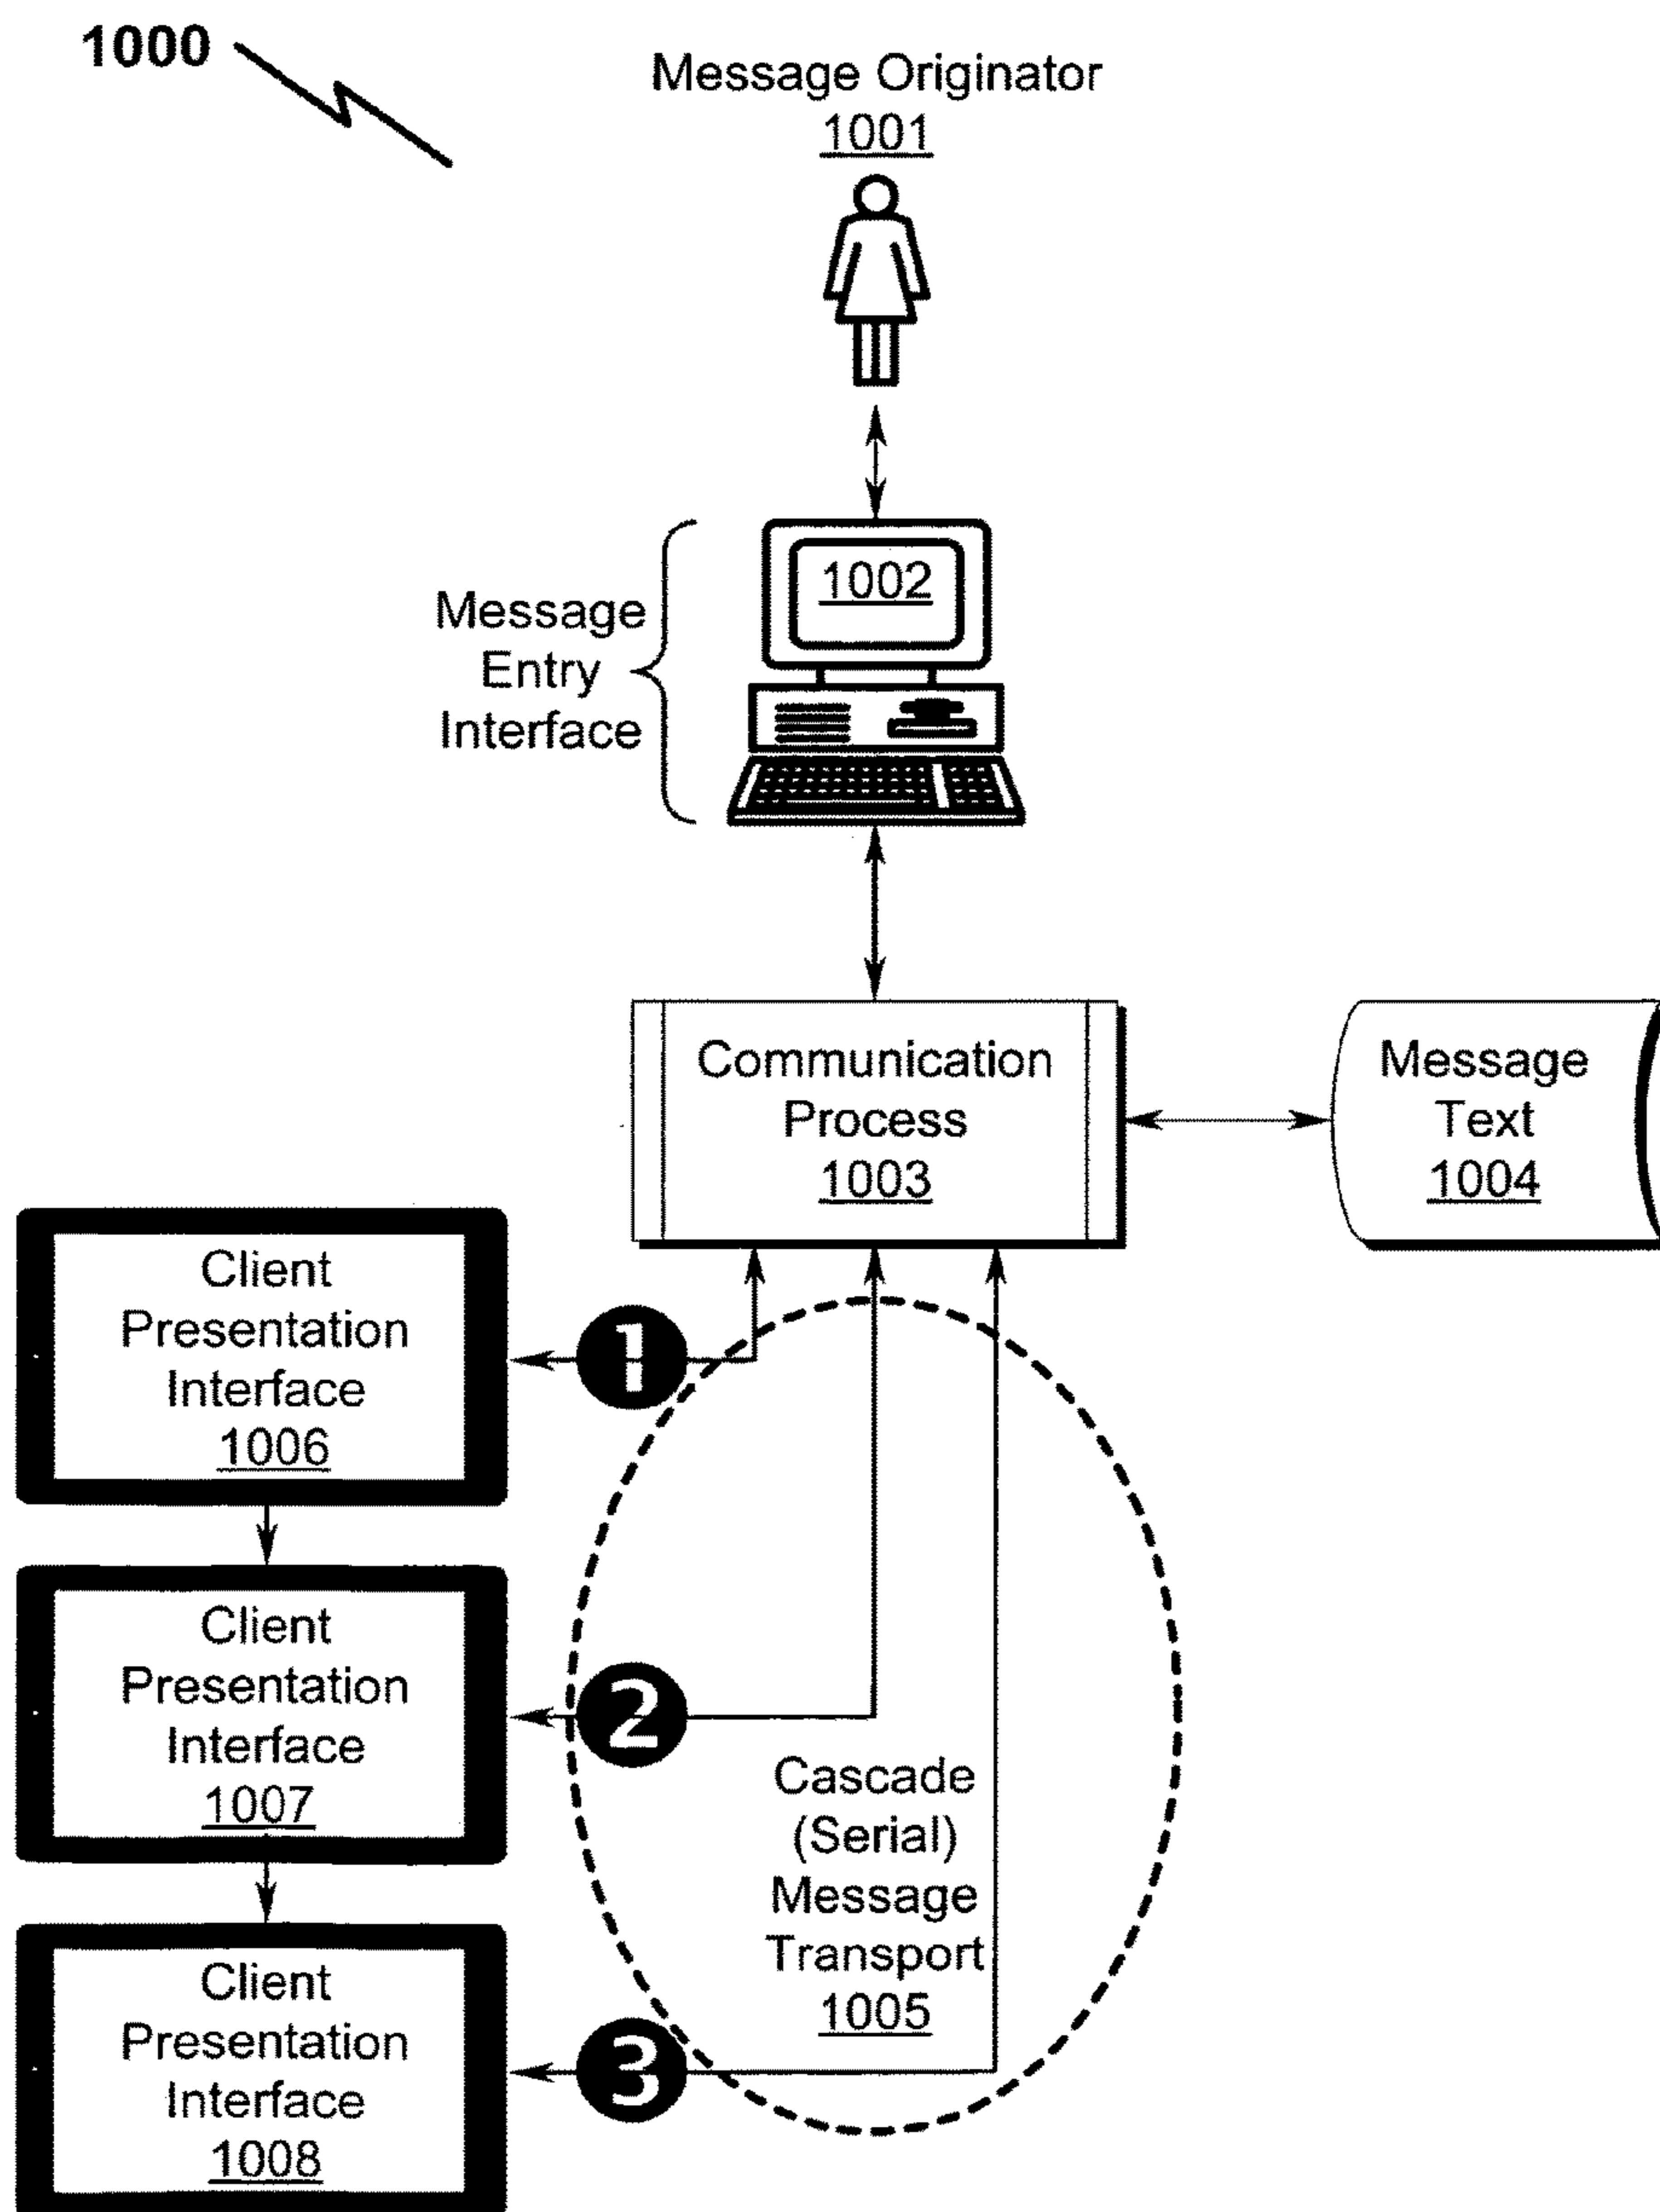 1000
Message Originator
1001
1002
Message
Entry
Interface
Communication
Process
1003
Message
Text
1004
Client
Presentation
Interface
1006
1
Client
Presentation
Interface
1007
2
Cascade
(Serial)
Message
Transport
1005
Client
Presentation
Interface
1008
3